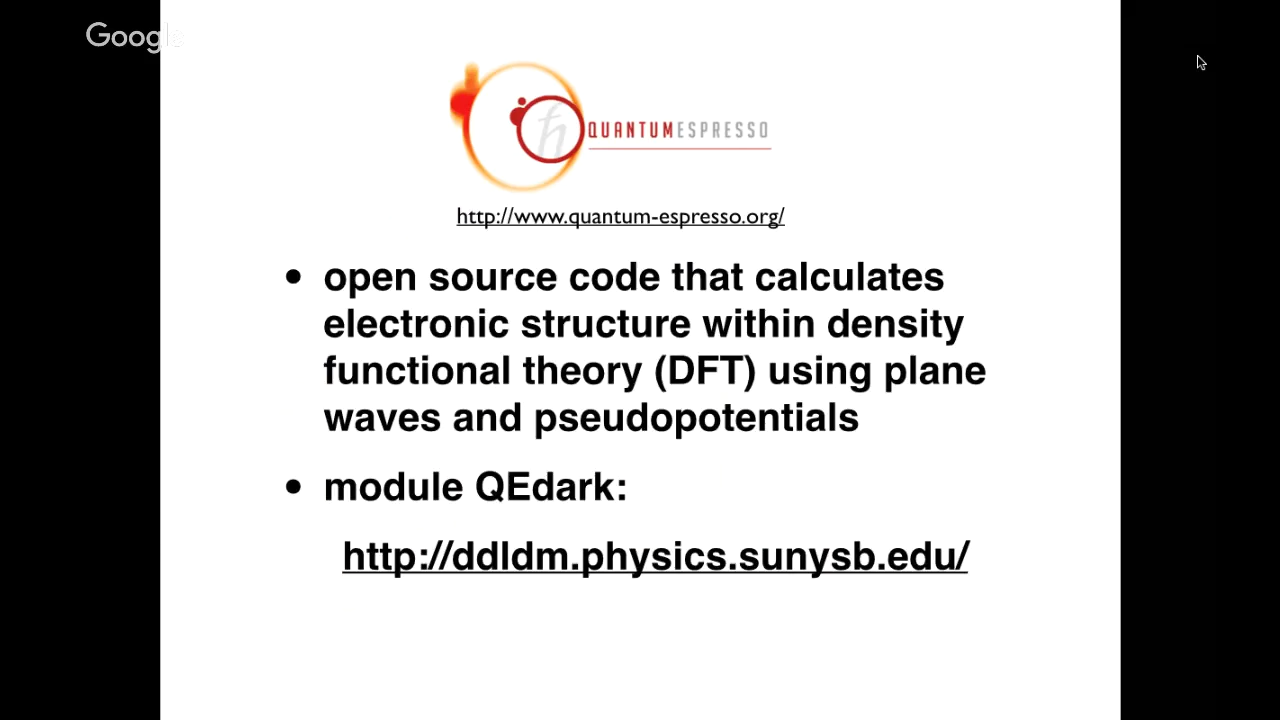 Google
ħ QUANTUMESPRESSO
http://www.quantum-espresso.org/
• open source code that calculates
electronic structure within density
functional theory (DFT) using plane
waves and pseudopotentials
• module QEdark:
http://ddldm.physics.sunysb.edu/